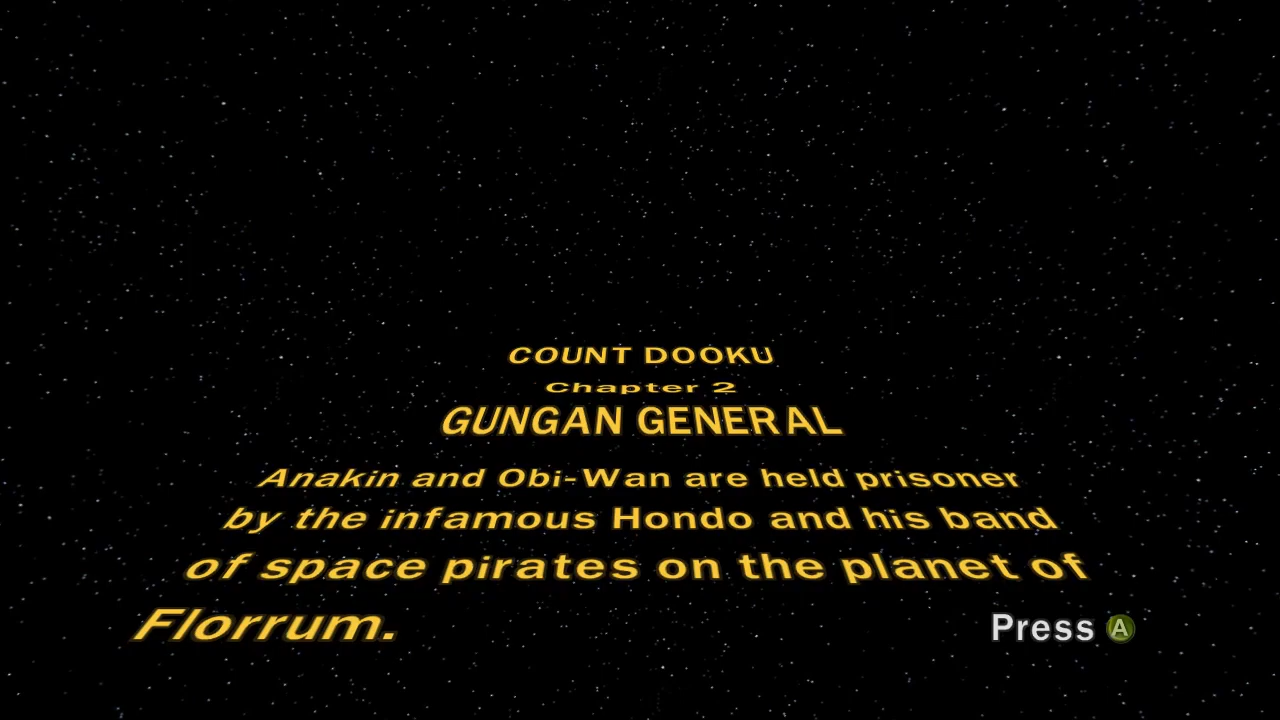 COUNT DOOKU
Chapter 2
GUNGAN GENERAL
Anakin and Obi-Wan are held prisoner
by the infamous Hondo and his band
of space pirates on the planet of
Florrum.
Press A